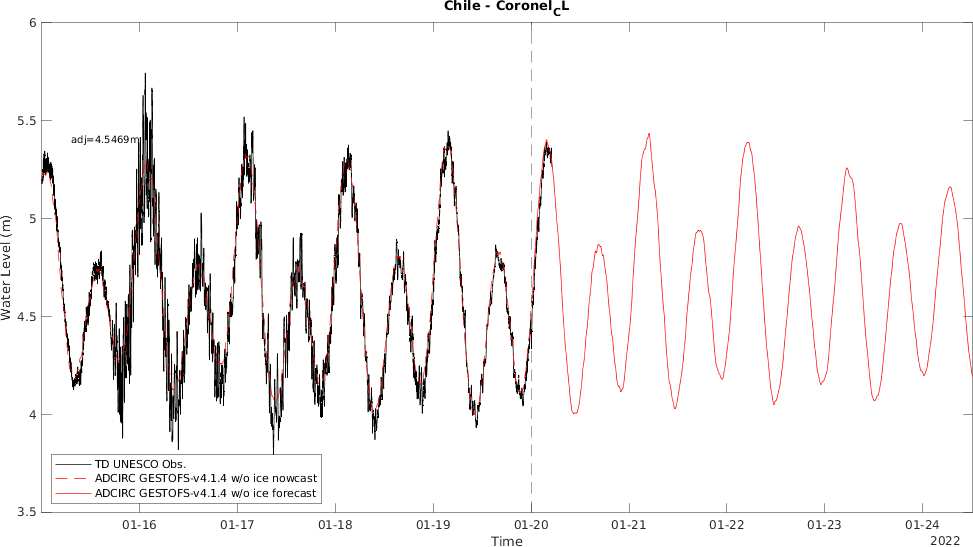 Chile - Coronel_CL
6
5.5
5
4.5
4
3.5
Water Level (m)
adj=4.5469m
TD UNESCO Obs.
ADCIRC GESTOFS-v4.1.4 w/o ice nowcast
ADCIRC GESTOFS-v4.1.4 w/o ice forecast
01-16 01-17 01-18 01-19 01-20 01-21 01-22 01-23 01-24
Time
2022